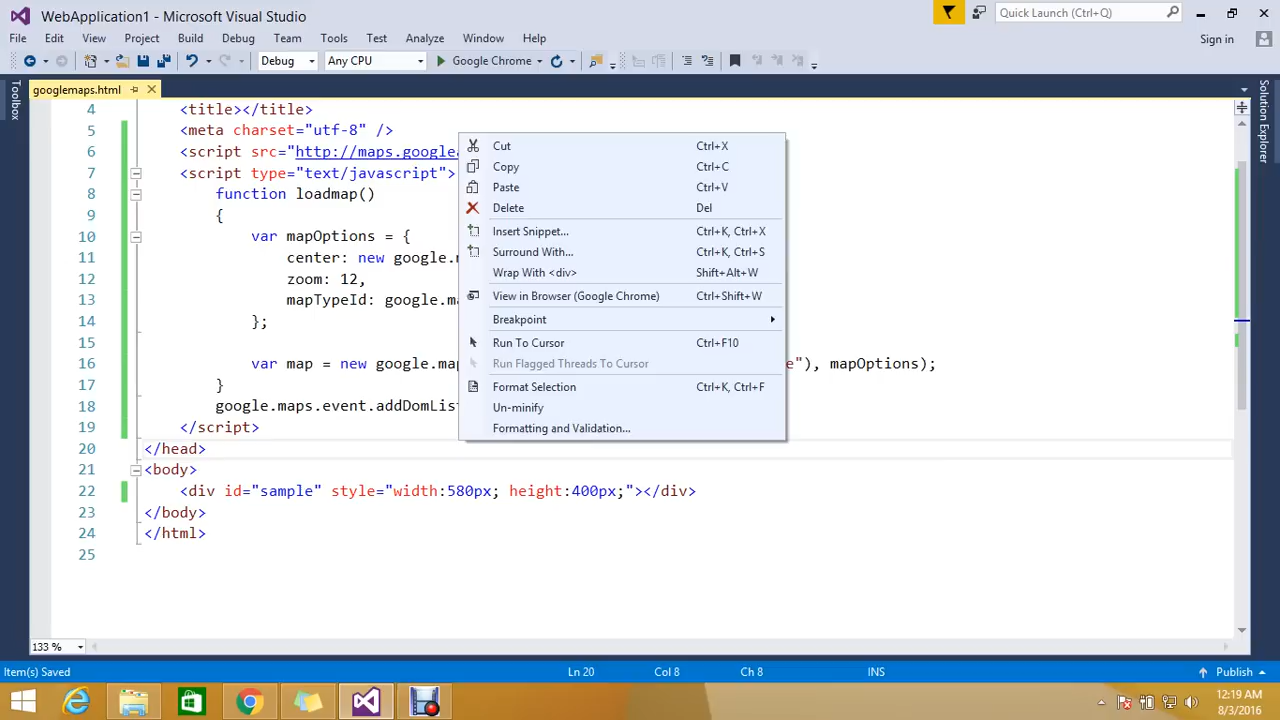 WebApplication1 - Microsoft Visual Studio
Quick Launch (Ctrl+Q)
File Edit View Project Build Debug Team Tools Test Analyze Window Help
Sign in
Debug Any CPU Google Chrome
googlemaps.html
Toolbox
Solution Explorer
4 <title></title>
5 <meta charset="utf-8" />
6 <script src="http://maps.googlea
7 <script type="text/javascript">
8 function loadmap()
9 {
10 var mapOptions = {
11 center: new google.m
12 zoom: 12,
13 mapTypeId: google.ma
14 };
15
16 var map = new google.map e"), mapOptions);
17 }
18 google.maps.event.addDomList
19 </script>
20 </head>
21 <body>
22 <div id="sample" style="width:580px; height:400px;"></div>
23 </body>
24 </html>
25
Cut Ctrl+X
Copy Ctrl+C
Paste Ctrl+V
Delete Del
Insert Snippet... Ctrl+K, Ctrl+X
Surround With... Ctrl+K, Ctrl+S
Wrap With <div> Shift+Alt+W
View in Browser (Google Chrome) Ctrl+Shift+W
Breakpoint
Run To Cursor Ctrl+F10
Run Flagged Threads To Cursor
Format Selection Ctrl+K, Ctrl+F
Un-minify
Formatting and Validation...
133 %
Item(s) Saved Ln 20 Col 8 Ch 8 INS Publish
12:19 AM
8/3/2016